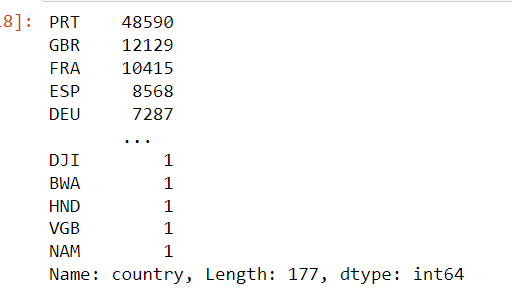 8]: PRT 48590
GBR 12129
FRA 10415
ESP 8568
DEU 7287
...
DJI 1
BWA 1
HND 1
VGB 1
NAM 1
Name: country, Length: 177, dtype: int64